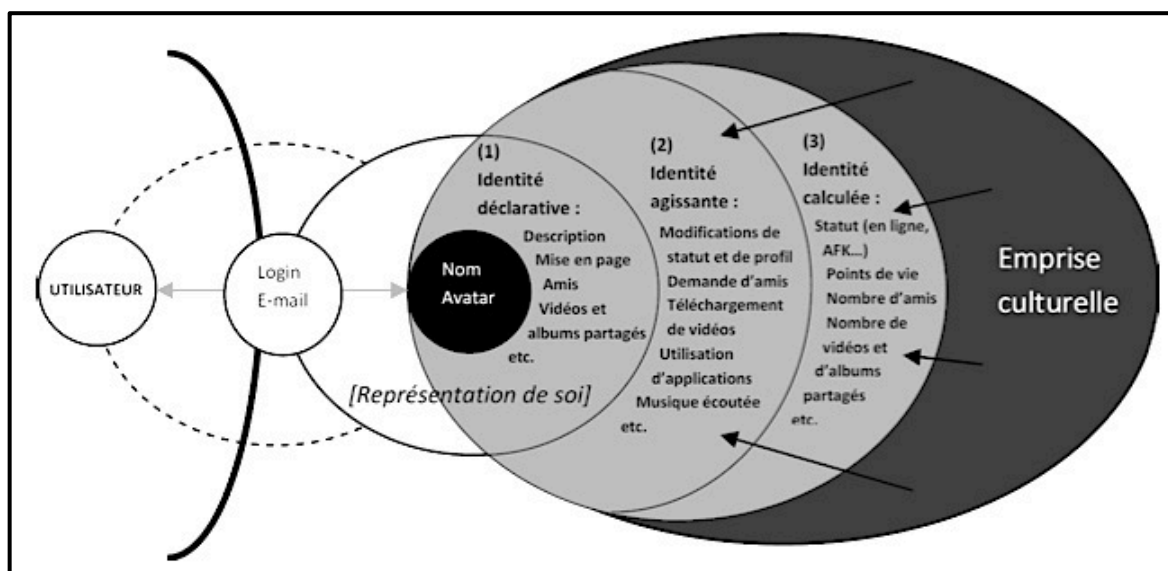 UTILISATEUR
Login
E-mail
Nom
Avatar
(1)
Identité
déclarative :
Description
Mise en page
Amis
Vidéos et
albums partagés
etc.
[Représentation de soi]
(2)
Identité
agissante :
Modifications de
statut et de profil
Demande d'amis
Téléchargement
de vidéos
Utilisation
d'applications
Musique écoutée
etc.
(3)
Identité
calculée :
Statut (en ligne,
AFK...)
Points de vie
Nombre d'amis
Nombre de
vidéos et
d'albums
partagés
etc.
Emprise
culturelle